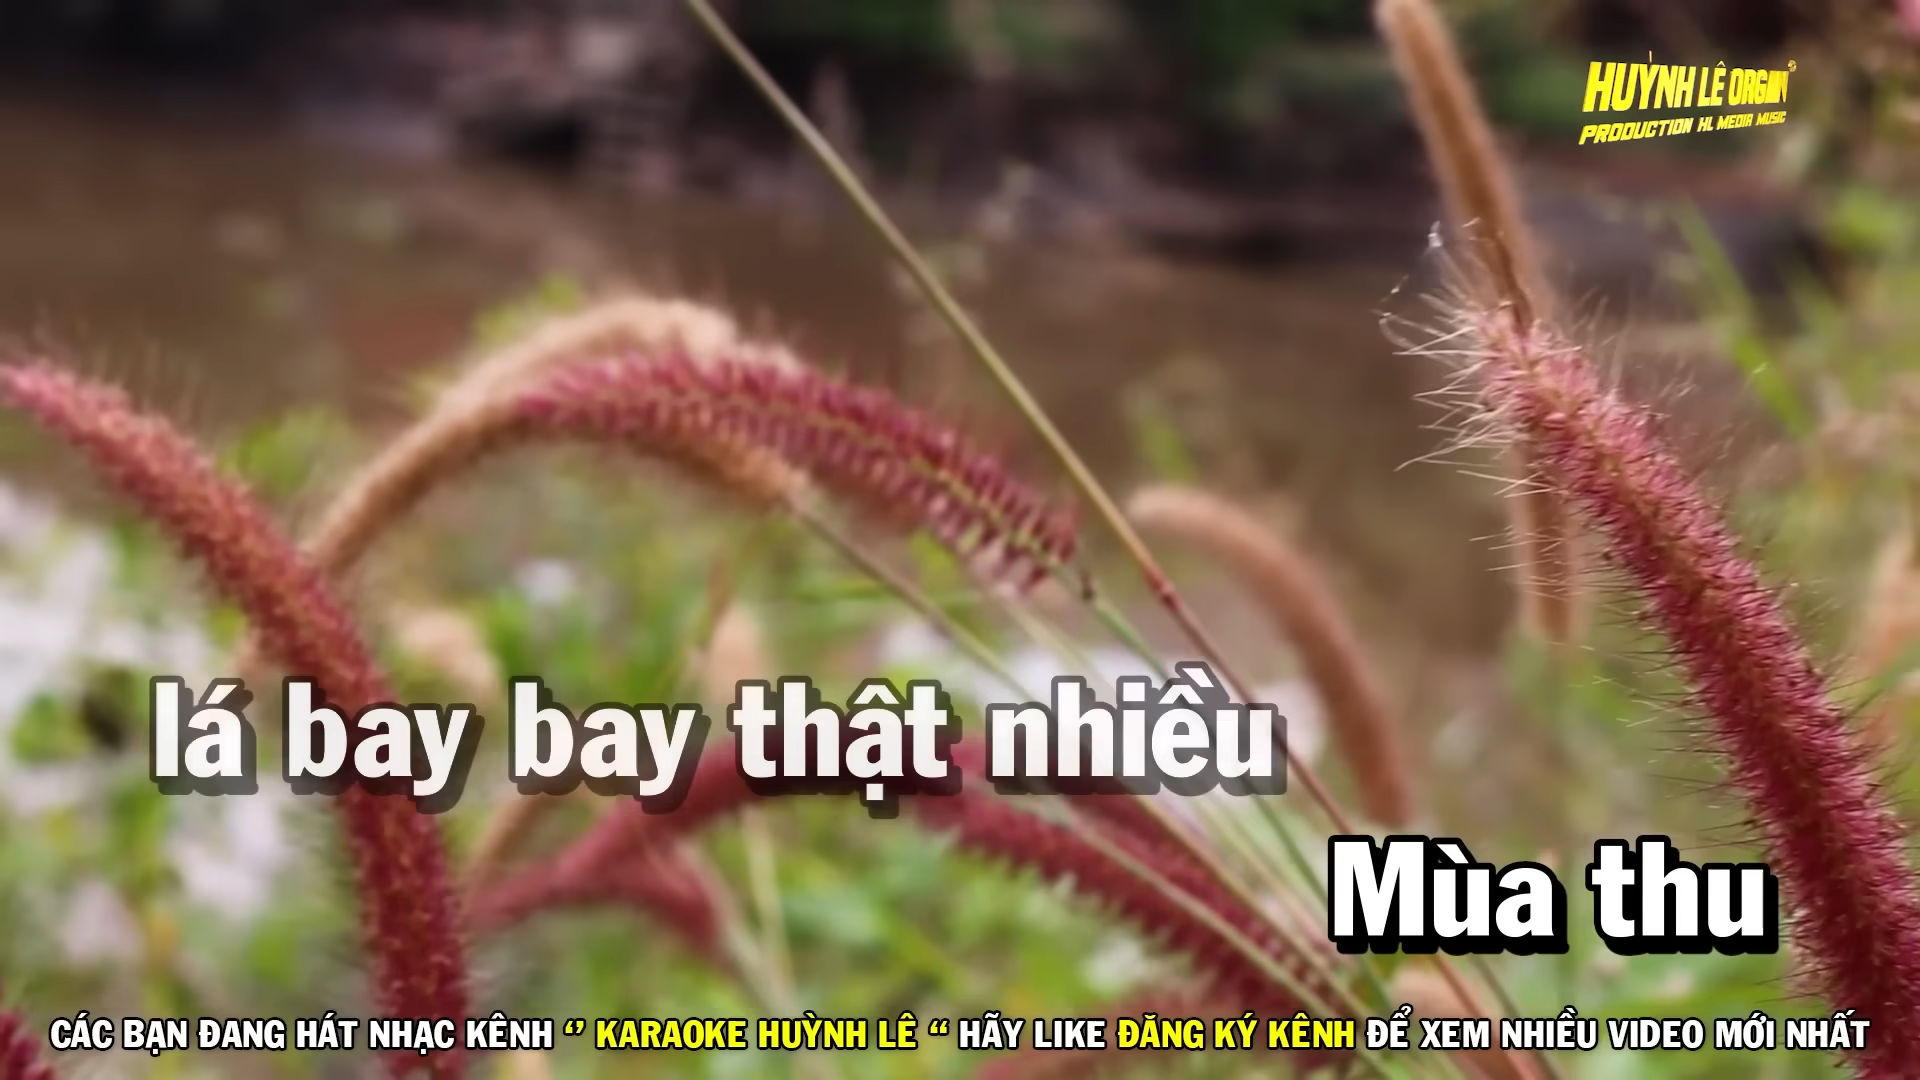 HUỲNH LÊ ORGAN
PRODUCTION HL MEDIA MUSIC
lá bay bay thật nhiều
Mùa thu
CÁC BẠN ĐANG HÁT NHẠC KÊNH “ KARAOKE HUỲNH LÊ “ HÃY LIKE ĐĂNG KÝ KÊNH ĐỂ XEM NHIỀU VIDEO MỚI NHẤT